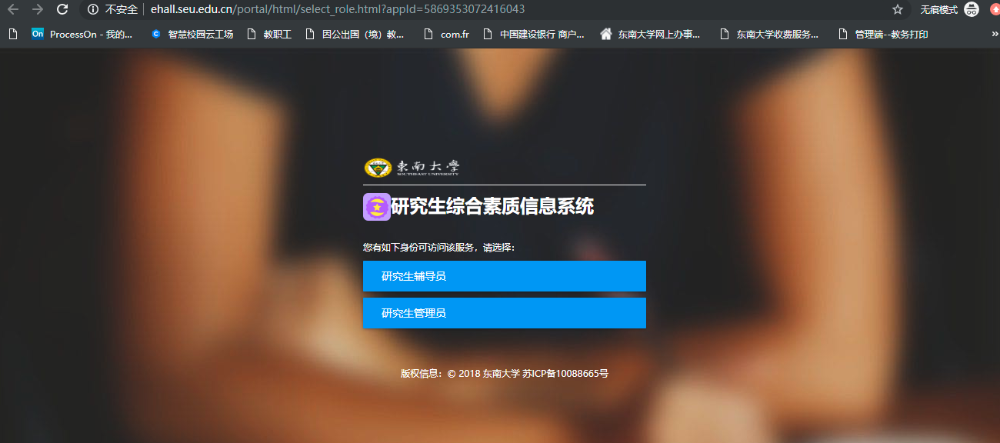 不安全 ehall.seu.edu.cn/portal/html/select_role.html?appId=5869353072416043 无痕模式
On ProcessOn - 我的... C 智慧校园云工场 教职工 因公出国（境）教... com.fr 中国建设银行 商户... 东南大学网上办事... 东南大学收费服务... 管理端--教务打印 »
東南大學
SOUTHEAST UNIVERSITY
研究生综合素质信息系统
您有如下身份可访问该服务，请选择：
研究生辅导员
研究生管理员
版权信息：© 2018 东南大学 苏ICP备10088665号